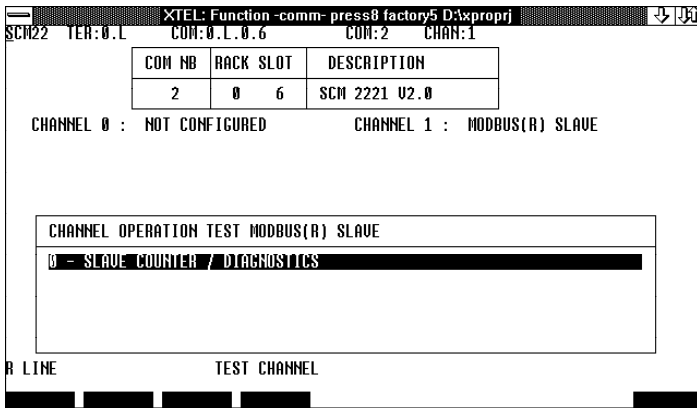 XTEL: Function -comm- press8 factory5 D:\xproprj
SCM22 TER:0.L COM:0.L.0.6 COM:2 CHAN:1
COM NB RACK SLOT DESCRIPTION
2 0 6 SCM 2221 V2.0
CHANNEL 0 : NOT CONFIGURED CHANNEL 1 : MODBUS(R) SLAVE
CHANNEL OPERATION TEST MODBUS(R) SLAVE
0 - SLAVE COUNTER / DIAGNOSTICS
R LINE TEST CHANNEL